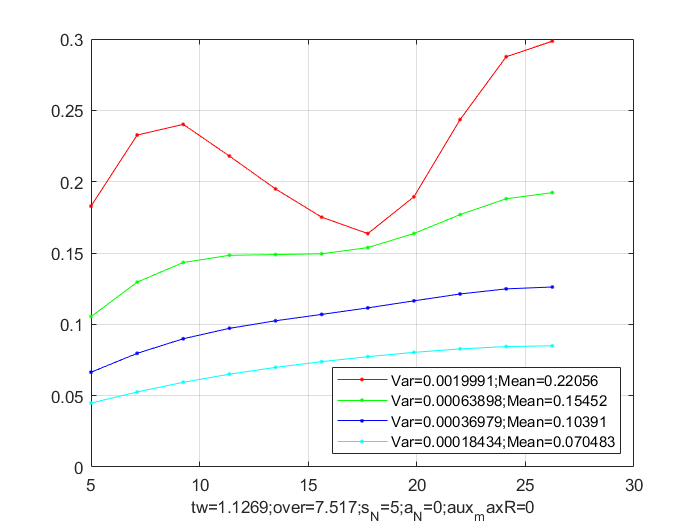 0.3
0.25
0.2
0.15
0.1
0.05
0
Var=0.0019991;Mean=0.22056
Var=0.00063898;Mean=0.15452
Var=0.00036979;Mean=0.10391
Var=0.00018434;Mean=0.070483
5 10 15 20 25 30
tw=1.1269;over=7.517;s_N=5;a_N=0;aux_maxR=0